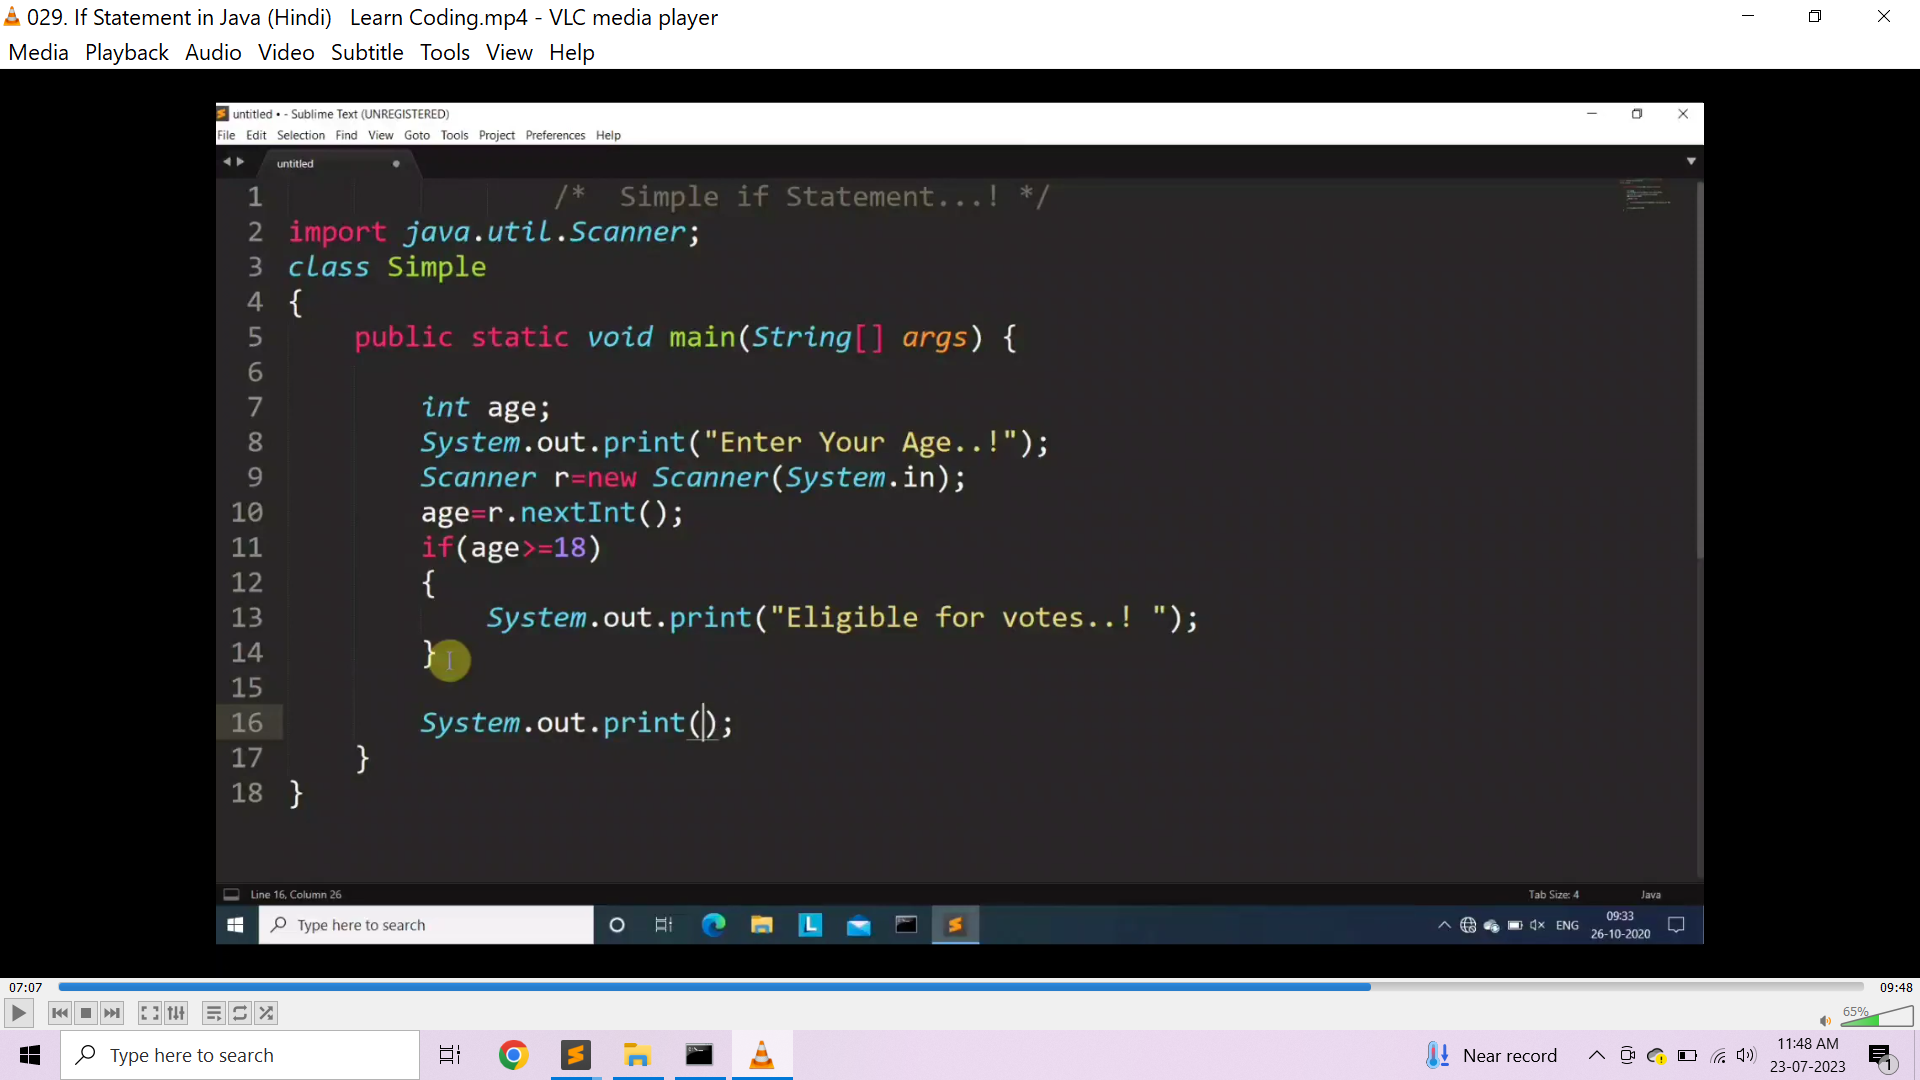 029. If Statement in Java (Hindi)   Learn Coding.mp4 - VLC media player
Media Playback Audio Video Subtitle Tools View Help
untitled • - Sublime Text (UNREGISTERED)
File Edit Selection Find View Goto Tools Project Preferences Help
untitled
1 /*  Simple if Statement...! */
2 import java.util.Scanner;
3 class Simple
4 {
5 public static void main(String[] args) {
6
7 int age;
8 System.out.print("Enter Your Age..!");
9 Scanner r=new Scanner(System.in);
10 age=r.nextInt();
11 if(age>=18)
12 {
13 System.out.print("Eligible for votes..! ");
14 }
15
16 System.out.print();
17 }
18 }
Line 16, Column 26 Tab Size: 4 Java
Type here to search ENG 09:33
26-10-2020
07:07 09:48
65%
Type here to search Near record 11:48 AM
23-07-2023
1